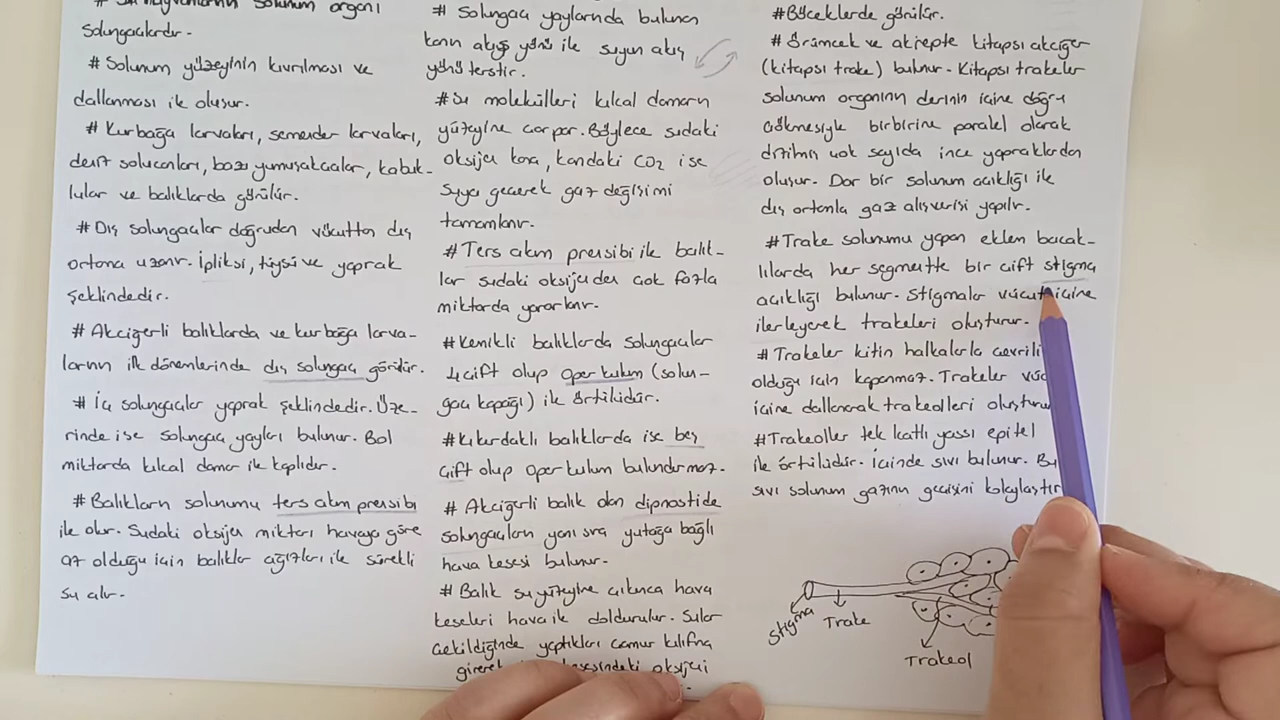 # Su hayvanlarının solunum organı
solungaçlardır.
# Solunum yüzeyinin kıvrılması ve
dallanması ile oluşur.
# Kurbağa larvaları, semender larvaları,
deniz solucanları, bazı yumuşakçalar, kabuk-
lular ve balıklarda görülür.
# Dış solungaçlar doğrudan vücuttan dış
ortama uzanır. İpliksi, tüysü ve yaprak
şeklindedir.
# Akciğerli balıklarda ve kurbağa larva-
larının ilk dönemlerinde dış solungaç görülür.
# İç solungaçlar yaprak şeklindedir. Üze-
rinde ise solungaç yayları bulunur. Bol
miktarda kılcal damar ile kaplıdır.
# Balıkların solunumu ters akım prensibi
ile olur. Sudaki oksijen miktarı havaya göre
az olduğu için balıklar ağızları ile sürekli
su alır.
# Solungaç yaylarında bulunan
kanın akış yönü ile suyun akış
yönü terstir.
# Su molekülleri kılcal damarın
yüzeyine çarpar. Böylece sudaki
oksijen kana, kandaki CO2 ise
suya geçerek gaz değişimi
tamamlanır.
# Ters akım prensibi ile balık-
lar sudaki oksijenden çok fazla
miktarda yararlanır.
# Kemikli balıklarda solungaçlar
4 çift olup operkulum (solun-
gaç kapağı) ile örtülüdür.
# Kıkırdaklı balıklarda ise beş
çift olup operkulum bulundurmaz.
# Akciğerli balık olan dipnoiside
solungaçların yanı sıra yutağa bağlı
hava kesesi bulunur.
# Balık su yüzeyine çıkınca hava
keseleri hava ile doldurulur. Sular
çekildiğinde yaptıkları çamur kılıfına
girerek kesesindeki oksijeni
# Böceklerde görülür.
# Örümcek ve akrepte kitapsı akciğer
(kitapsı trake) bulunur. Kitapsı trakeler
solunum organının derinin içine doğru
çökmesiyle birbirine paralel olarak
dizilmiş çok sayıda ince yapraklardan
oluşur. Dar bir solunum açıklığı ile
dış ortamla gaz alışverişi yapılır.
# Trake solunumu yapan eklem bacak-
lılarda her segmentte bir çift stigma
açıklığı bulunur. Stigmalar vücut içine
ilerleyerek trakeleri oluşturur.
# Trakeler kitin halkalarla çevrili
olduğu için kapanmaz. Trakeler
içine dallanarak trakeolleri
# Trakeoller tek katlı yassı epitel
ile örtülüdür. İçinde sıvı bulunur. Bu
sıvı solunum gazının geçişini
Stigma
Trake
Trakeol